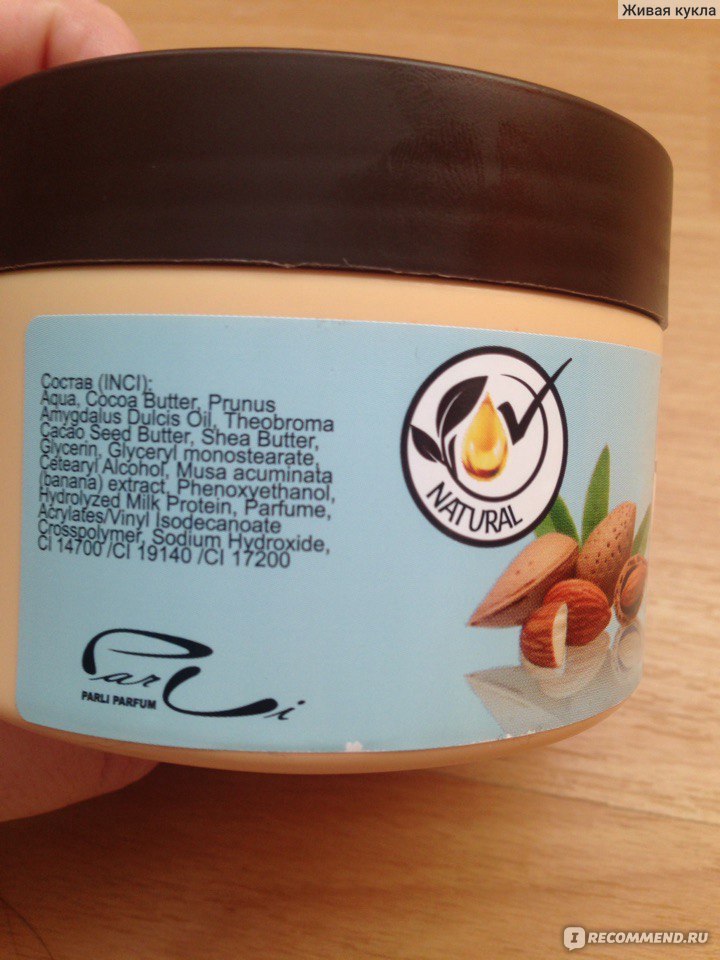 Живая кукла
Состав (INCI):
Aqua, Cocoa Butter, Prunus
Amygdalus Dulcis Oil, Theobroma
Cacao Seed Butter, Shea Butter,
Glycerin, Glyceryl monostearate,
Cetearyl Alcohol, Musa acuminata
(banana) extract, Phenoxyethanol,
Hydrolyzed Milk Protein, Parfume,
Acrylates/Vinyl Isodecanoate
Crosspolymer, Sodium Hydroxide,
CI 14700 /CI 19140 /CI 17200
NATURAL
Parli
PARLI PARFUM
IRECOMMEND.RU